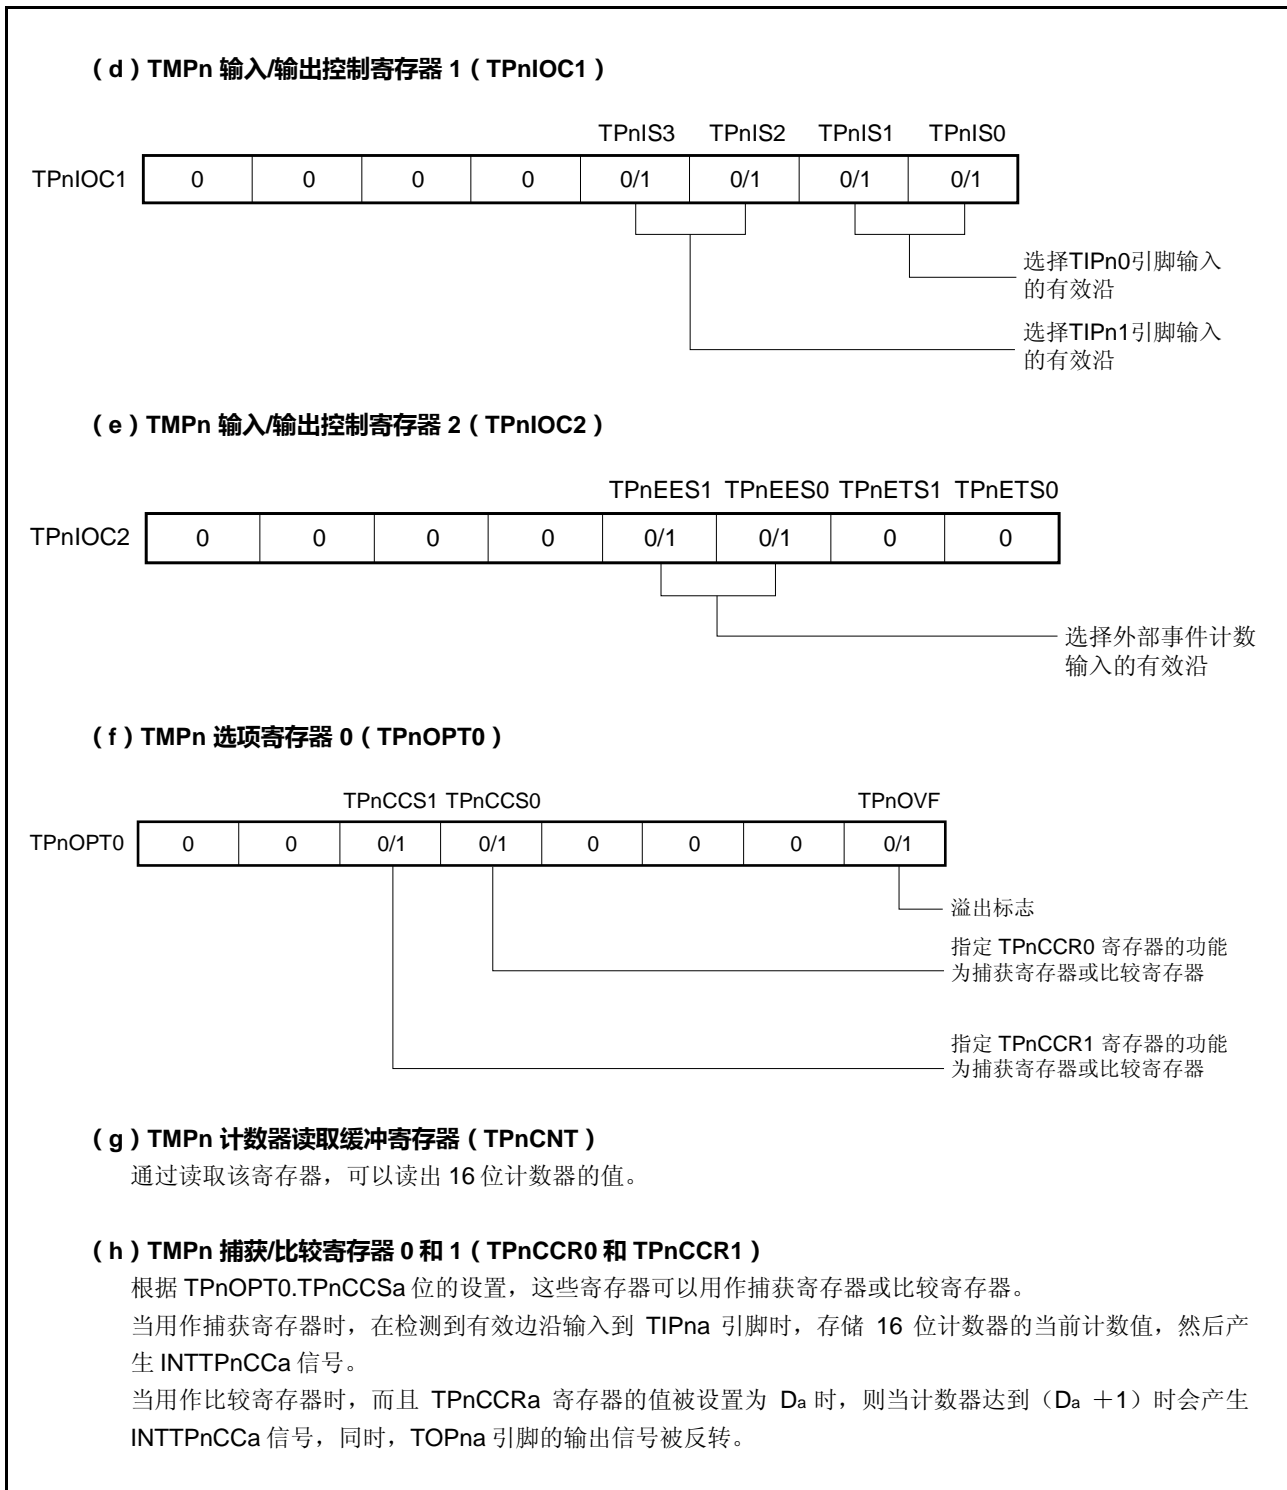 （d）TMPn 输入/输出控制寄存器 1（TPnIOC1）
TPnIS3 TPnIS2 TPnIS1 TPnIS0
TPnIOC1 0 0 0 0 0/1 0/1 0/1 0/1
选择TIPn0引脚输入
的有效沿
选择TIPn1引脚输入
的有效沿
（e）TMPn 输入/输出控制寄存器 2（TPnIOC2）
TPnEES1 TPnEES0 TPnETS1 TPnETS0
TPnIOC2 0 0 0 0 0/1 0/1 0 0
选择外部事件计数
输入的有效沿
（f）TMPn 选项寄存器 0（TPnOPT0）
TPnCCS1 TPnCCS0 TPnOVF
TPnOPT0 0 0 0/1 0/1 0 0 0 0/1
溢出标志
指定 TPnCCR0 寄存器的功能
为捕获寄存器或比较寄存器
指定 TPnCCR1 寄存器的功能
为捕获寄存器或比较寄存器
（g）TMPn 计数器读取缓冲寄存器（TPnCNT）
通过读取该寄存器，可以读出 16 位计数器的值。
（h）TMPn 捕获/比较寄存器 0 和 1（TPnCCR0 和 TPnCCR1）
根据 TPnOPT0.TPnCCSa 位的设置，这些寄存器可以用作捕获寄存器或比较寄存器。
当用作捕获寄存器时，在检测到有效边沿输入到 TIPna 引脚时，存储 16 位计数器的当前计数值，然后产
生 INTTPnCCa 信号。
当用作比较寄存器时，而且 TPnCCRa 寄存器的值被设置为 Da 时，则当计数器达到（Da ＋1）时会产生
INTTPnCCa 信号，同时，TOPna 引脚的输出信号被反转。